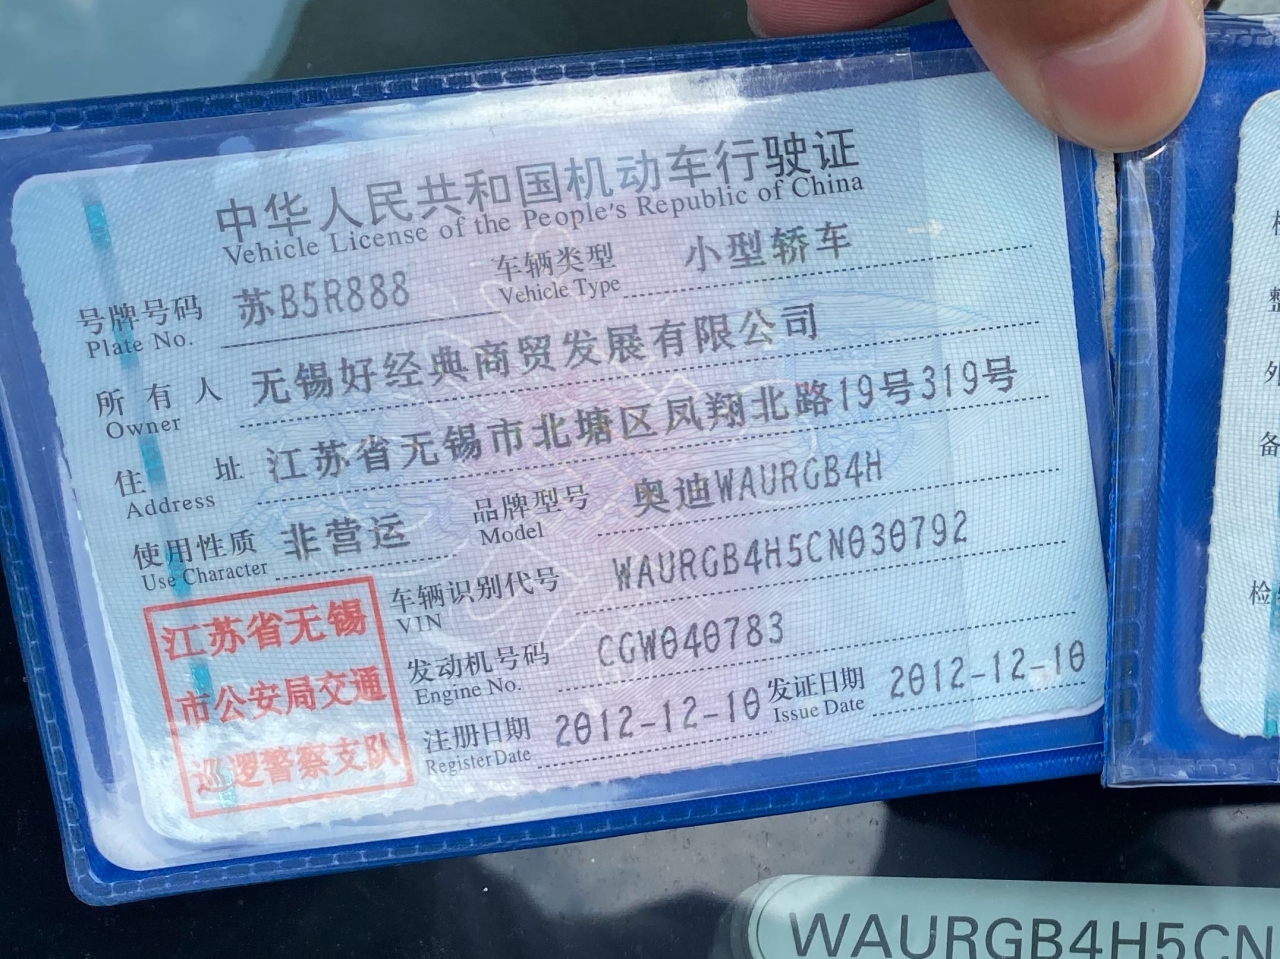 中华人民共和国机动车行驶证
Vehicle License of the People's Republic of China
号牌号码 苏B5R888 车辆类型 小型轿车
Plate No. Vehicle Type
所有人 无锡好经典商贸发展有限公司
Owner
住址 江苏省无锡市北塘区凤翔北路19号319号
Address
使用性质 非营运 品牌型号 奥迪WAURGB4H
Use Character Model
车辆识别代号 WAURGB4H5CN030792
VIN
发动机号码 CGW040783
Engine No.
注册日期 2012-12-10 发证日期 2012-12-10
Register Date Issue Date
江苏省无锡
市公安局交通
巡逻警察支队
整
外
备
检
WAURGB4H5CN